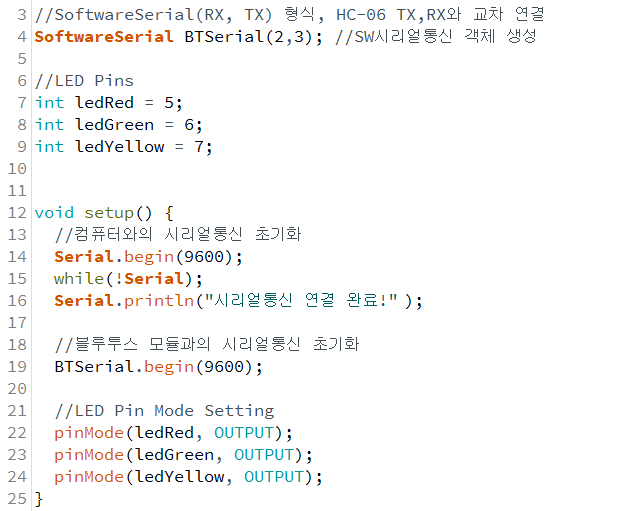 3 //SoftwareSerial(RX, TX) 형식, HC-06 TX,RX와 교차 연결
4 SoftwareSerial BTSerial(2,3); //SW시리얼통신 객체 생성
5
6 //LED Pins
7 int ledRed = 5;
8 int ledGreen = 6;
9 int ledYellow = 7;
10
11
12 void setup() {
13   //컴퓨터와의 시리얼통신 초기화
14   Serial.begin(9600);
15   while(!Serial);
16   Serial.println("시리얼통신 연결 완료!" );
17
18   //블루투스 모듈과의 시리얼통신 초기화
19   BTSerial.begin(9600);
20
21   //LED Pin Mode Setting
22   pinMode(ledRed, OUTPUT);
23   pinMode(ledGreen, OUTPUT);
24   pinMode(ledYellow, OUTPUT);
25 }